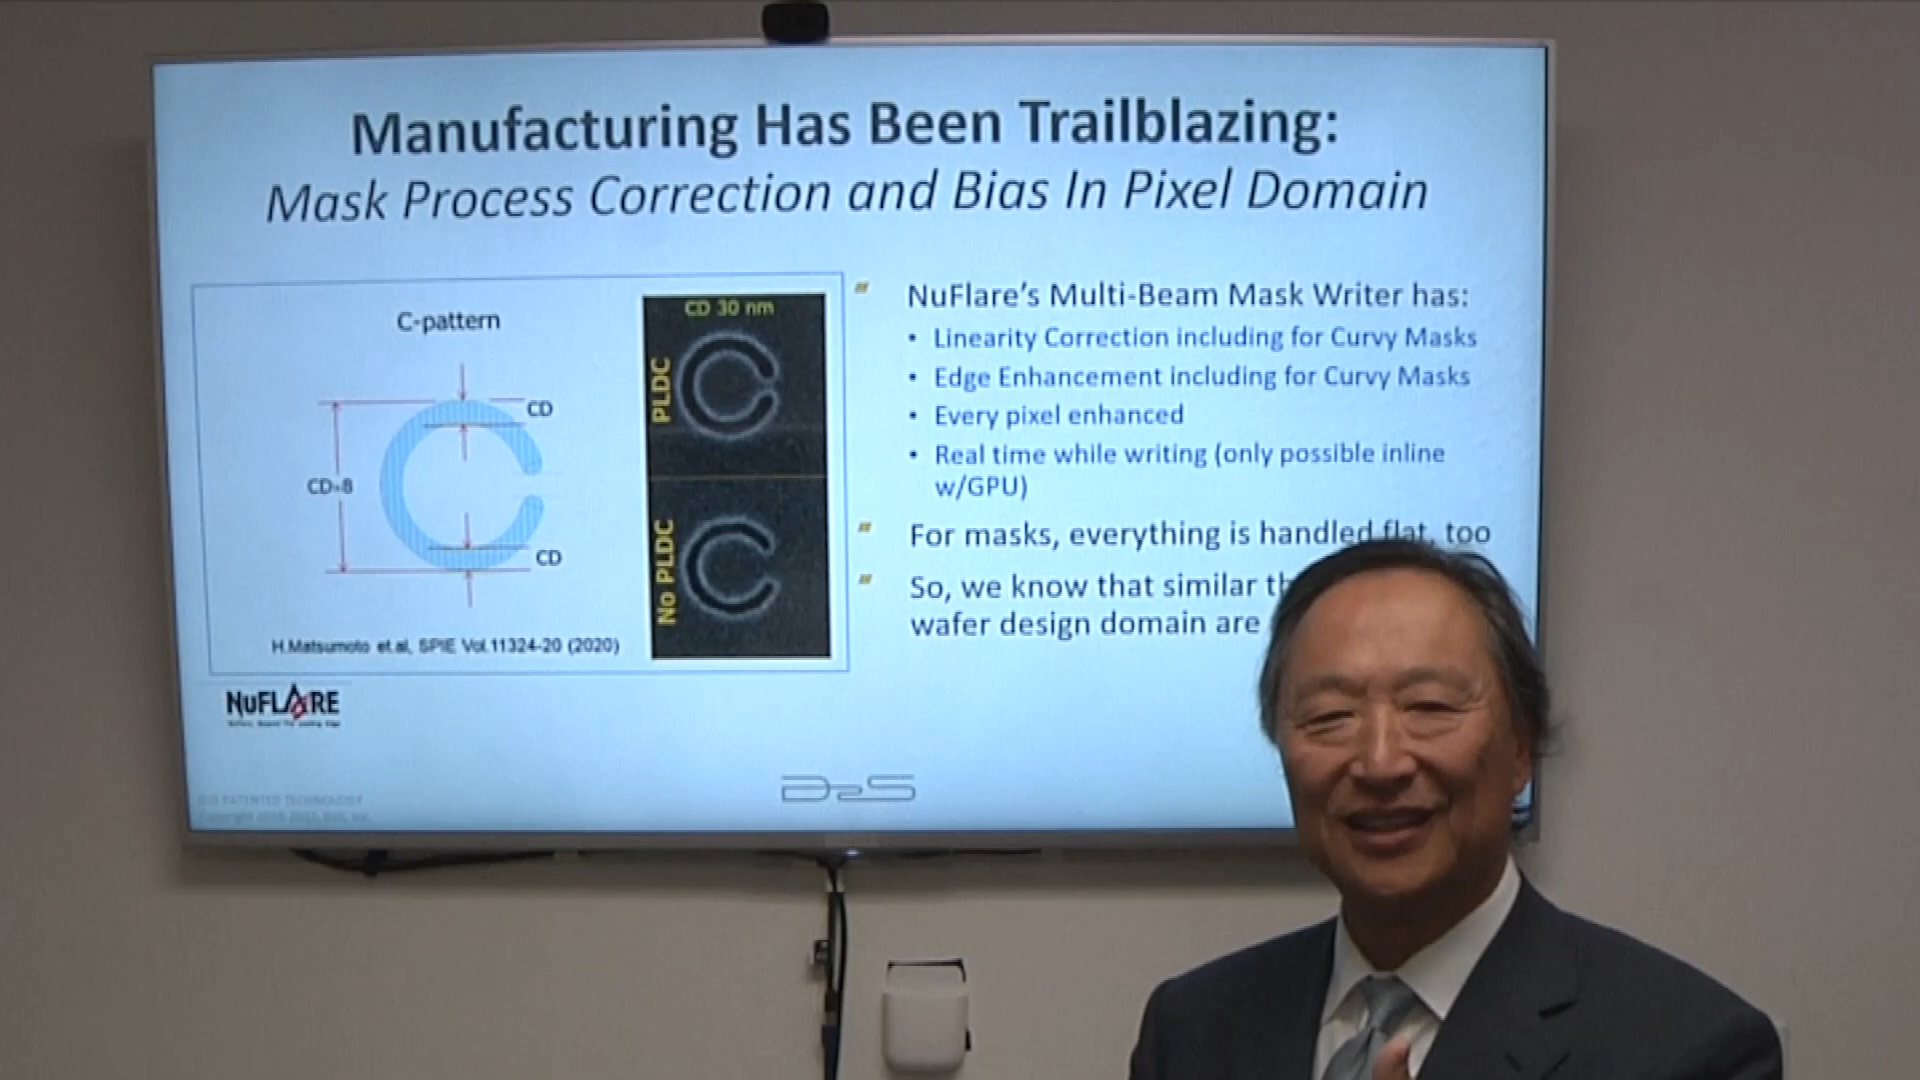 Manufacturing Has Been Trailblazing:
Mask Process Correction and Bias In Pixel Domain
C-pattern
CD
CD*8
CD
H.Matsumoto et.al, SPIE Vol.11324-20 (2020)
CD 30 nm
PLDC
No PLDC
NuFlare's Multi-Beam Mask Writer has:
• Linearity Correction including for Curvy Masks
• Edge Enhancement including for Curvy Masks
• Every pixel enhanced
• Real time while writing (only possible inline
w/GPU)
For masks, everything is handled flat, too
So, we know that similar
wafer design domain are
NUFLARE
D2S PATENTED TECHNOLOGY
D2S